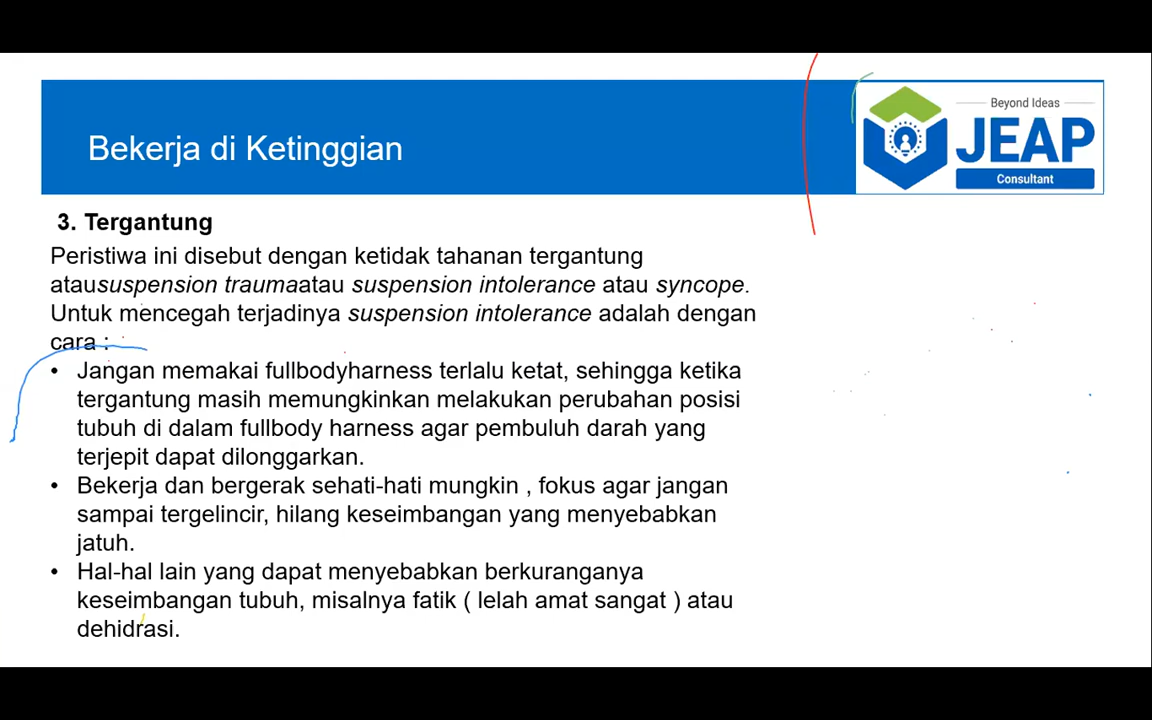 Bekerja di Ketinggian
Beyond Ideas
JEAP
Consultant
3. Tergantung
Peristiwa ini disebut dengan ketidak tahanan tergantung
ataususpension traumaatau suspension intolerance atau syncope.
Untuk mencegah terjadinya suspension intolerance adalah dengan
cara :
• Jangan memakai fullbodyharness terlalu ketat, sehingga ketika
tergantung masih memungkinkan melakukan perubahan posisi
tubuh di dalam fullbody harness agar pembuluh darah yang
terjepit dapat dilonggarkan.
• Bekerja dan bergerak sehati-hati mungkin , fokus agar jangan
sampai tergelincir, hilang keseimbangan yang menyebabkan
jatuh.
• Hal-hal lain yang dapat menyebabkan berkuranganya
keseimbangan tubuh, misalnya fatik ( lelah amat sangat ) atau
dehidrasi.